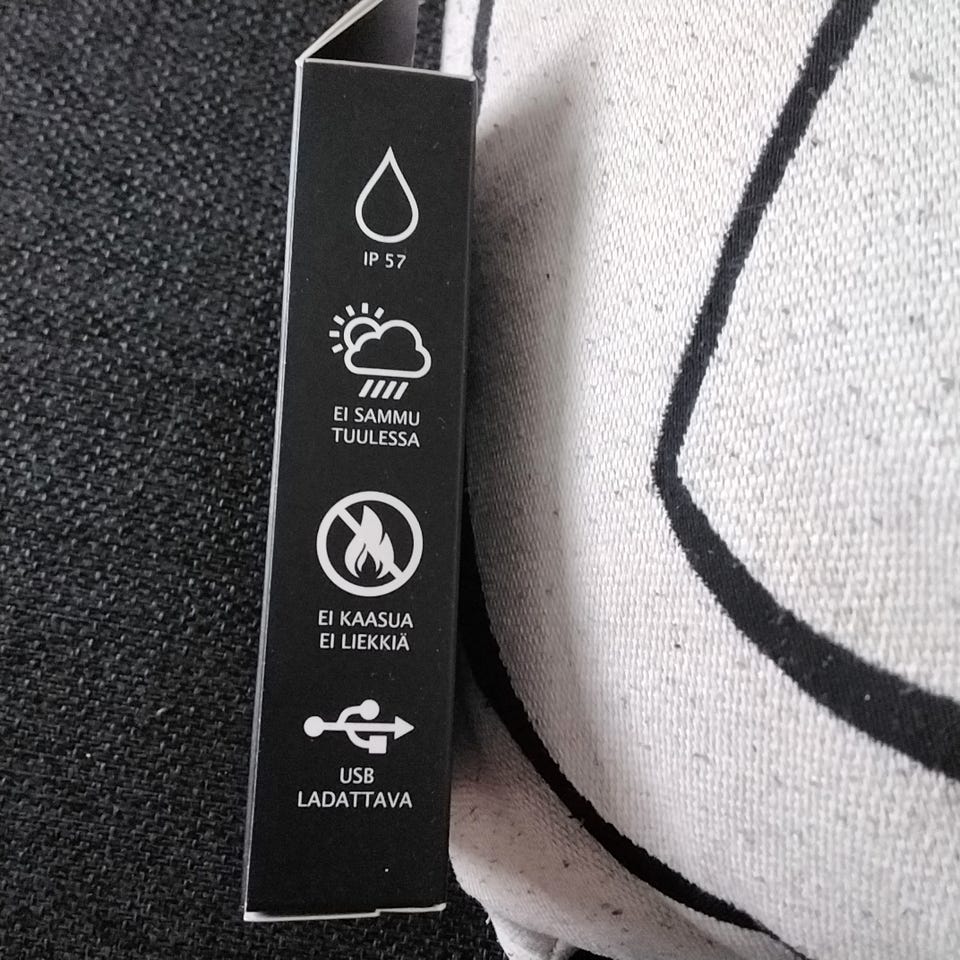 IP 57
EI SAMMU
TUULESSA
EI KAASUA
EI LIEKKIÄ
USB
LADATTAVA